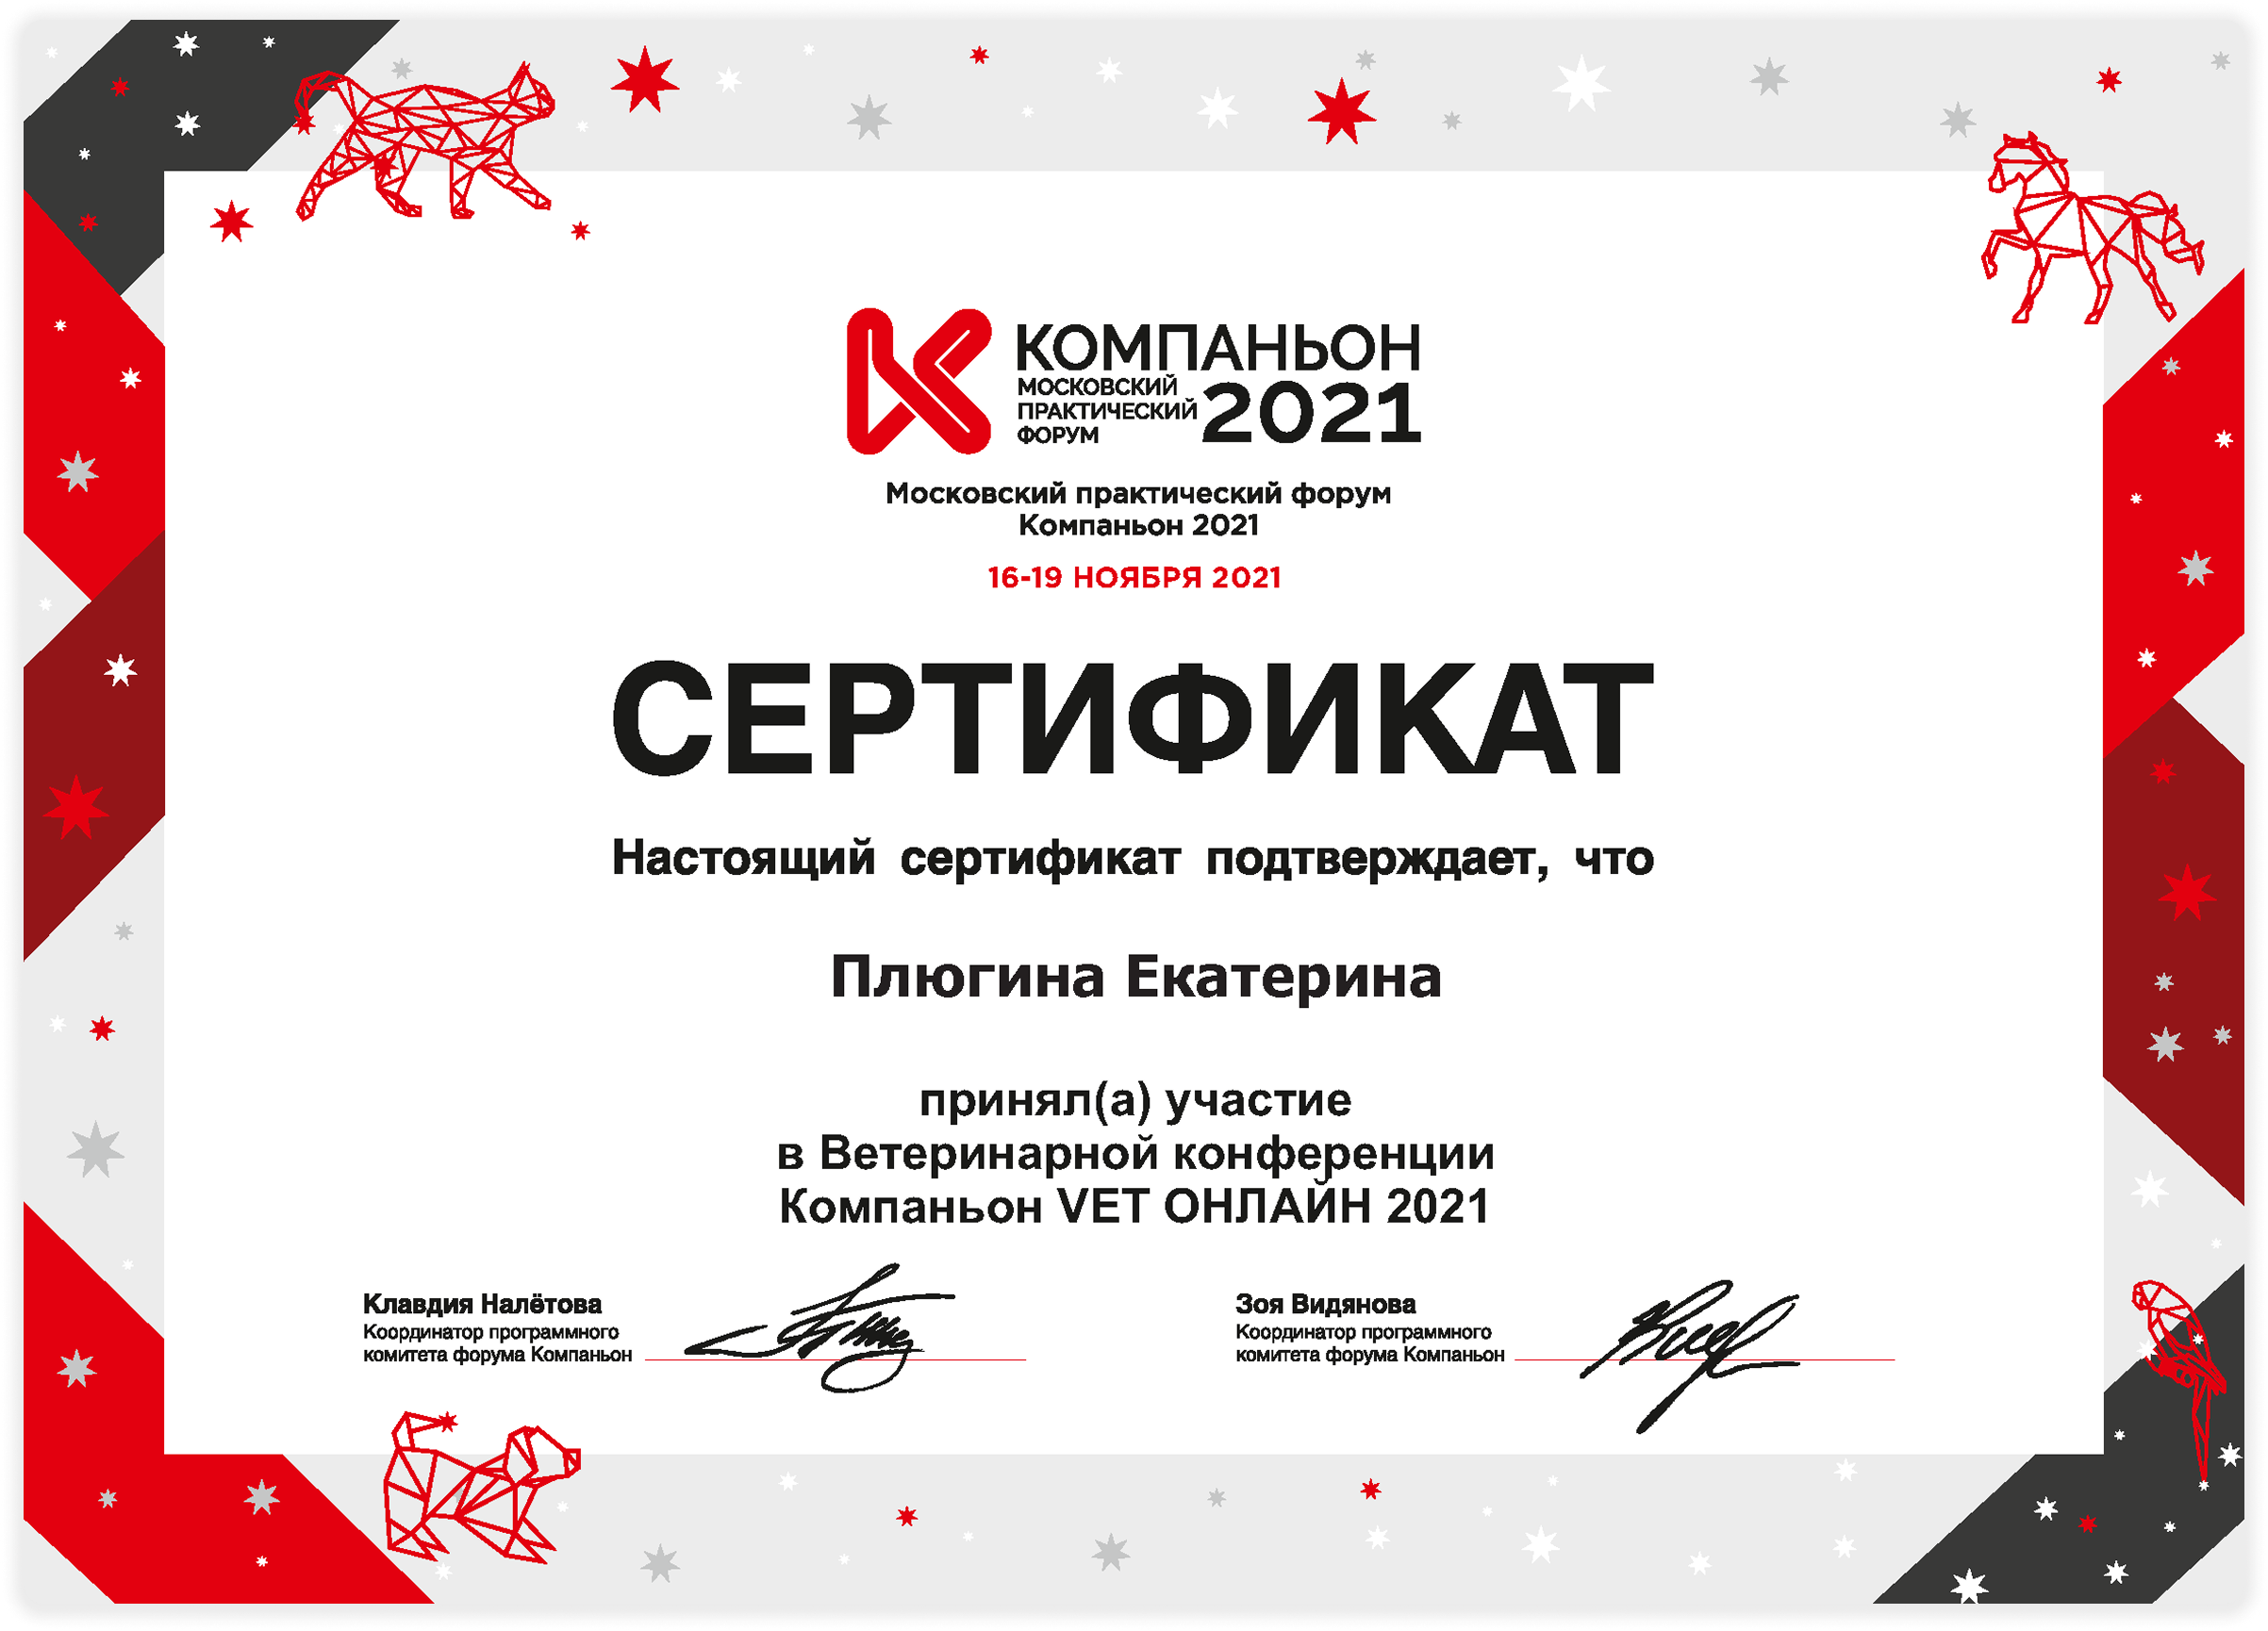 КОМПАНЬОН
МОСКОВСКИЙ
ПРАКТИЧЕСКИЙ
ФОРУМ
2021
Московский практический форум
Компаньон 2021
16-19 НОЯБРЯ 2021
СЕРТИФИКАТ
Настоящий сертификат подтверждает, что
Плюгина Екатерина
принял(а) участие
в Ветеринарной конференции
Компаньон VET ОНЛАЙН 2021
Клавдия Налётова
Координатор программного
комитета форума Компаньон
Зоя Видянова
Координатор программного
комитета форума Компаньон